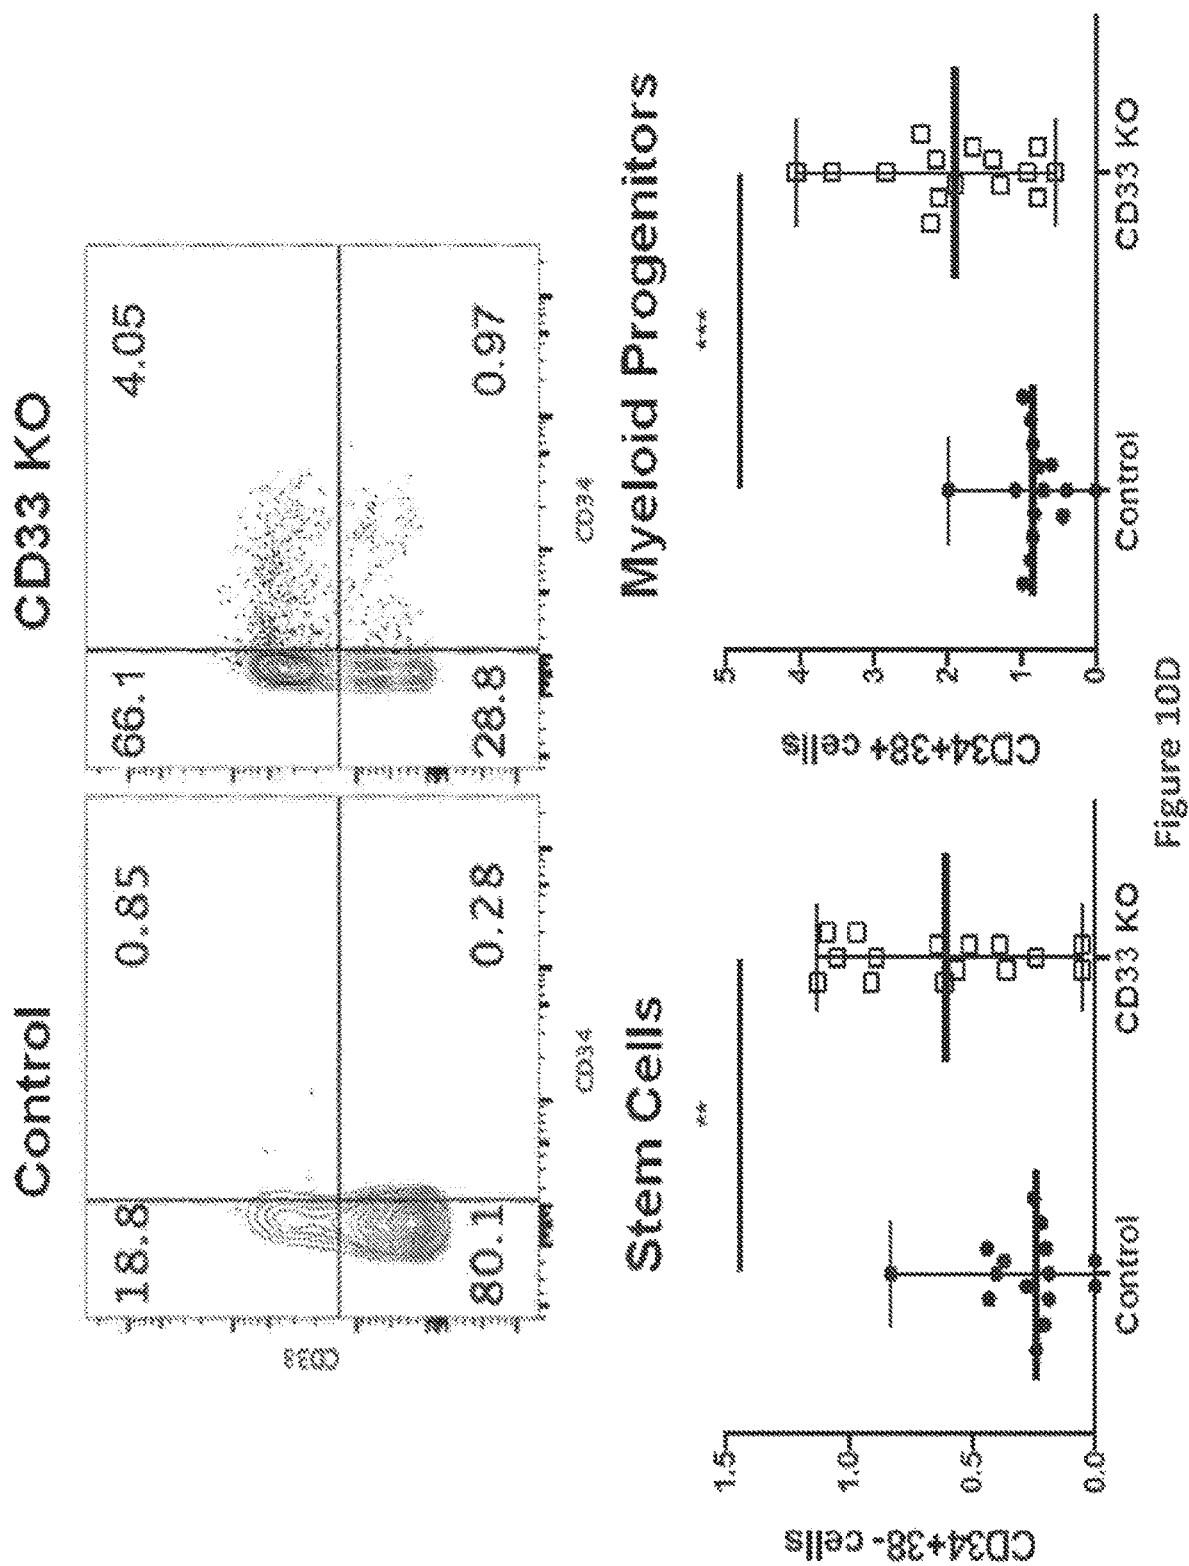 Control
CD33 KO
18.8
0.85
66.1
4.05
CD38
80.1
0.28
28.8
0.97
CD34
CD34
Stem Cells
Myeloid Progenitors
**
***
CD34+38- cells
1.5
1.0
0.5
0.0
Control
CD33 KO
CD34+38+ cells
5
4
3
2
1
0
Control
CD33 KO
Figure 10D